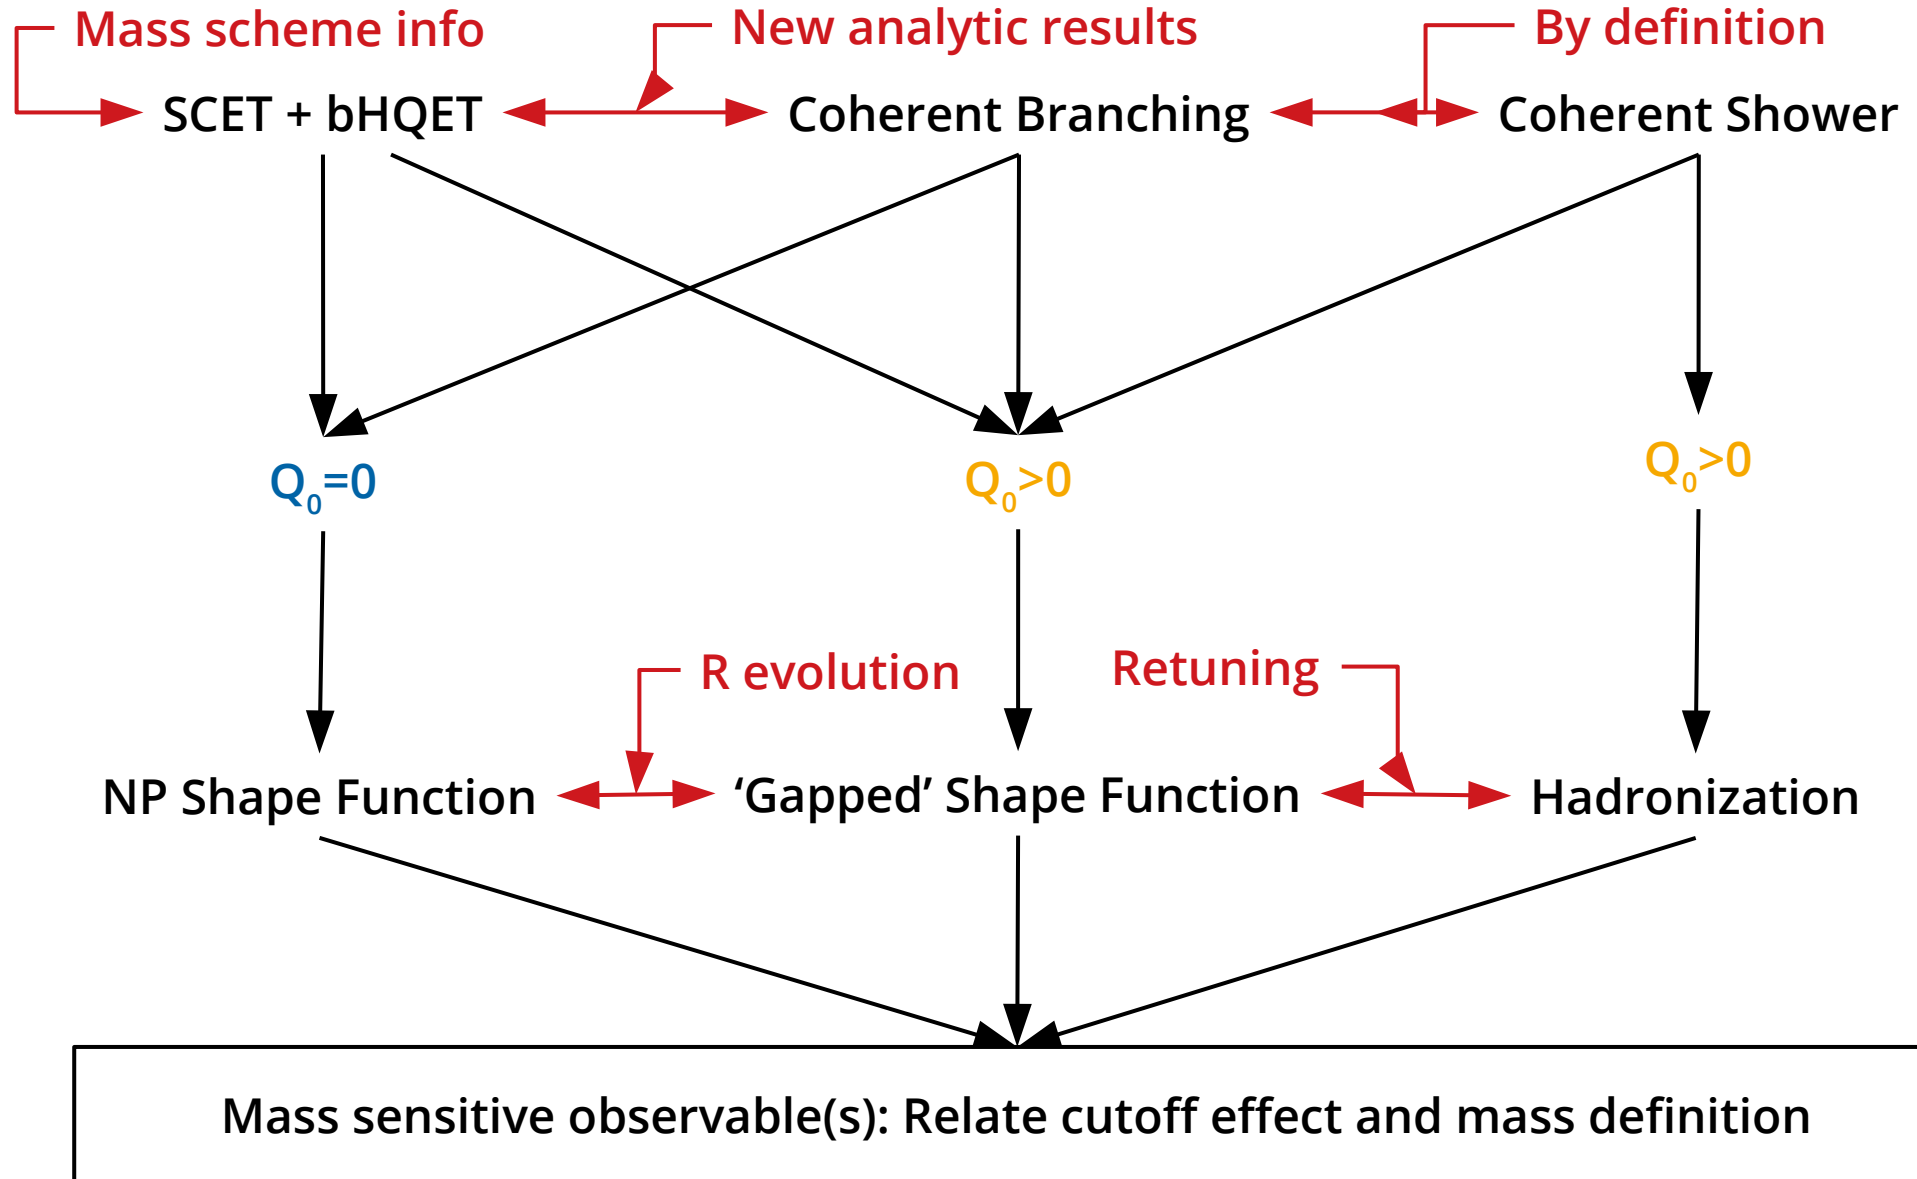 Mass scheme info
New analytic results
By definition
SCET + bHQET
Coherent Branching
Coherent Shower
Q₀=0
Q₀>0
Q₀>0
R evolution
Retuning
NP Shape Function
‘Gapped’ Shape Function
Hadronization
Mass sensitive observable(s): Relate cutoff effect and mass definition